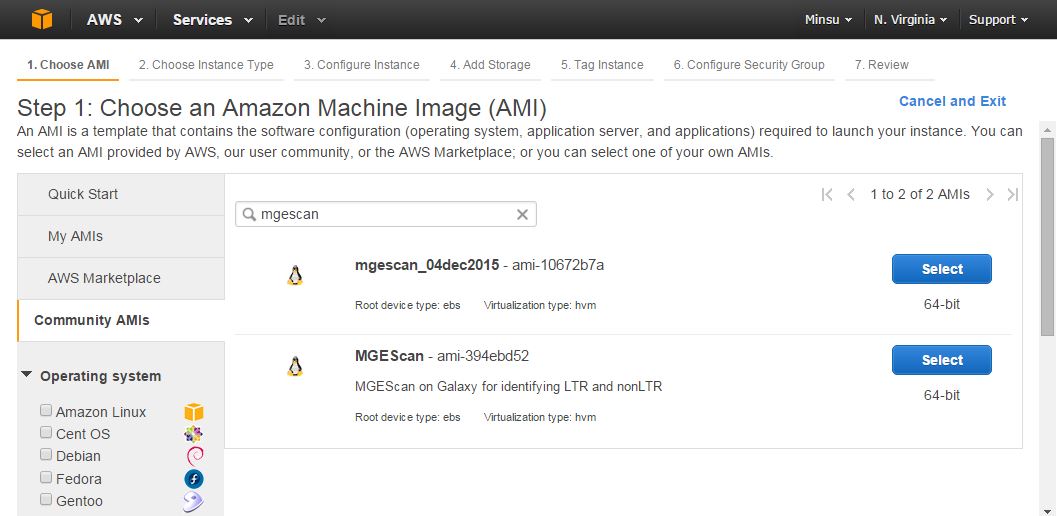 AWS Services Edit Minsu N. Virginia Support
1. Choose AMI 2. Choose Instance Type 3. Configure Instance 4. Add Storage 5. Tag Instance 6. Configure Security Group 7. Review
Step 1: Choose an Amazon Machine Image (AMI)
Cancel and Exit
An AMI is a template that contains the software configuration (operating system, application server, and applications) required to launch your instance. You can
select an AMI provided by AWS, our user community, or the AWS Marketplace; or you can select one of your own AMIs.
Quick Start
My AMIs
AWS Marketplace
Community AMIs
Operating system
Amazon Linux
Cent OS
Debian
Fedora
Gentoo
1 to 2 of 2 AMIs
mgescan
mgescan_04dec2015 - ami-10672b7a
Select
Root device type: ebs Virtualization type: hvm
64-bit
MGEScan - ami-394ebd52
Select
MGEScan on Galaxy for identifying LTR and nonLTR
64-bit
Root device type: ebs Virtualization type: hvm